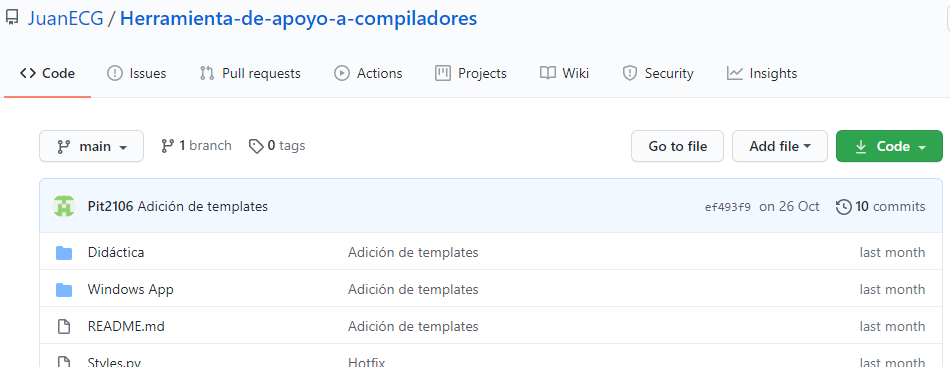 JuanECG / Herramienta-de-apoyo-a-compiladores
Code Issues Pull requests Actions Projects Wiki Security Insights
main 1 branch 0 tags Go to file Add file Code
Pit2106 Adición de templates ef493f9 on 26 Oct 10 commits
Didáctica Adición de templates last month
Windows App Adición de templates last month
README.md Adición de templates last month
Styles.py Hotfix last month